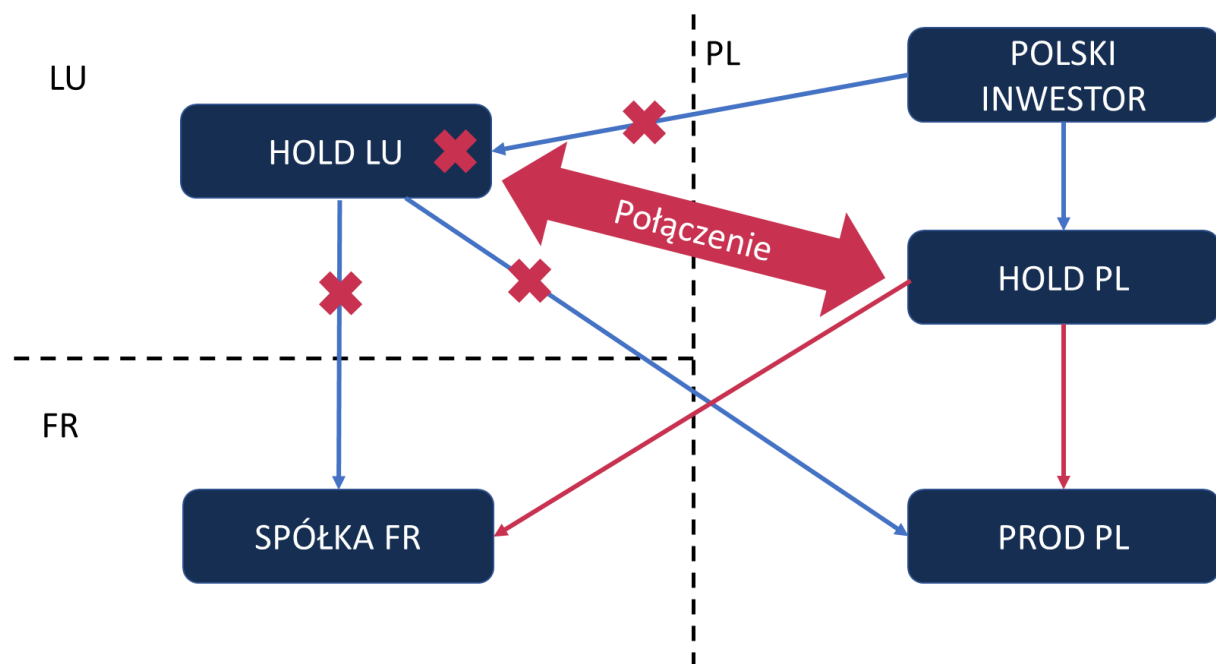 LU
PL
POLSKI
INWESTOR
HOLD LU
Połączenie
HOLD PL
FR
SPÓŁKA FR
PROD PL